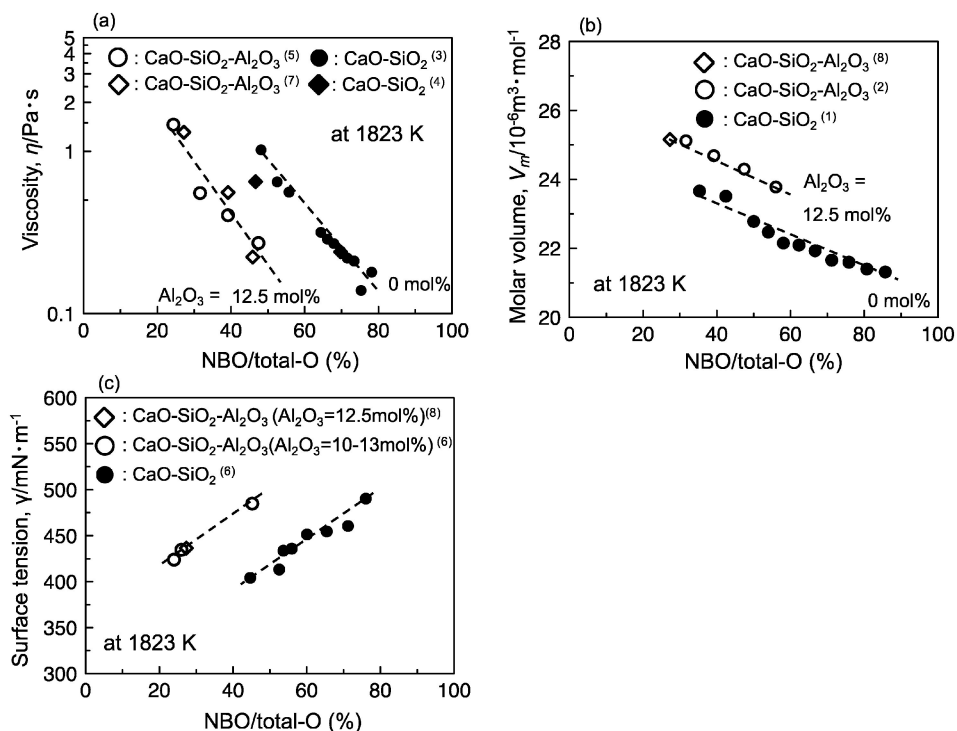 (a)
5
4
3
2
1
0.1
Viscosity, η/Pa・s
: CaO-SiO₂-Al₂O₃ ⁽⁵⁾ : CaO-SiO₂ ⁽³⁾
: CaO-SiO₂-Al₂O₃ ⁽⁷⁾ : CaO-SiO₂ ⁽⁴⁾
at 1823 K
0 mol%
Al₂O₃ = 12.5 mol%
0 20 40 60 80 100
NBO/total-O (%)
(b)
28
26
24
22
20
Molar volume, Vₘ/10⁻⁶m³・mol⁻¹
: CaO-SiO₂-Al₂O₃ ⁽⁸⁾
: CaO-SiO₂-Al₂O₃ ⁽²⁾
: CaO-SiO₂ ⁽¹⁾
Al₂O₃ =
12.5 mol%
at 1823 K
0 mol%
0 20 40 60 80 100
NBO/total-O (%)
(c)
600
550
500
450
400
350
300
Surface tension, γ/mN・m⁻¹
: CaO-SiO₂-Al₂O₃ (Al₂O₃=12.5mol%)⁽⁸⁾
: CaO-SiO₂-Al₂O₃(Al₂O₃=10-13mol%) ⁽⁶⁾
: CaO-SiO₂ ⁽⁶⁾
at 1823 K
0 20 40 60 80 100
NBO/total-O (%)